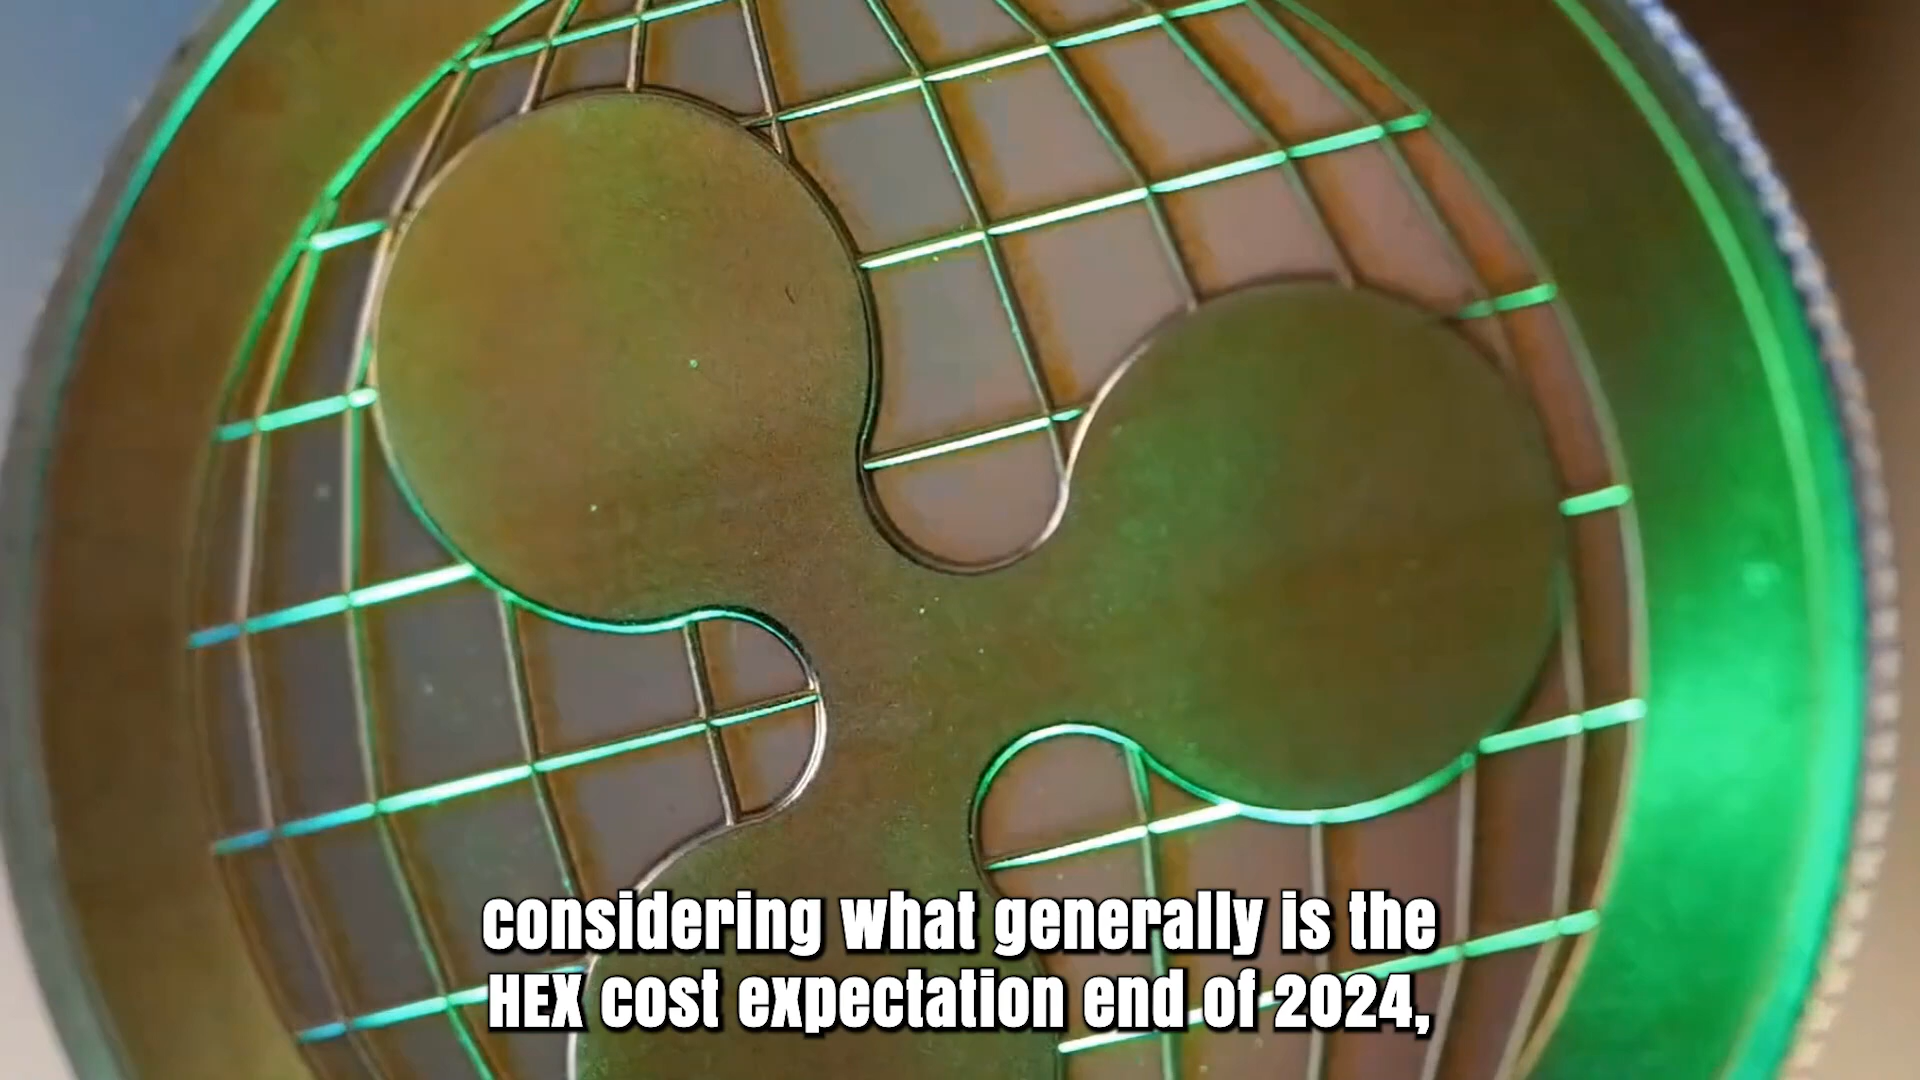 considering what generally is the
HEX cost expectation end of 2024,